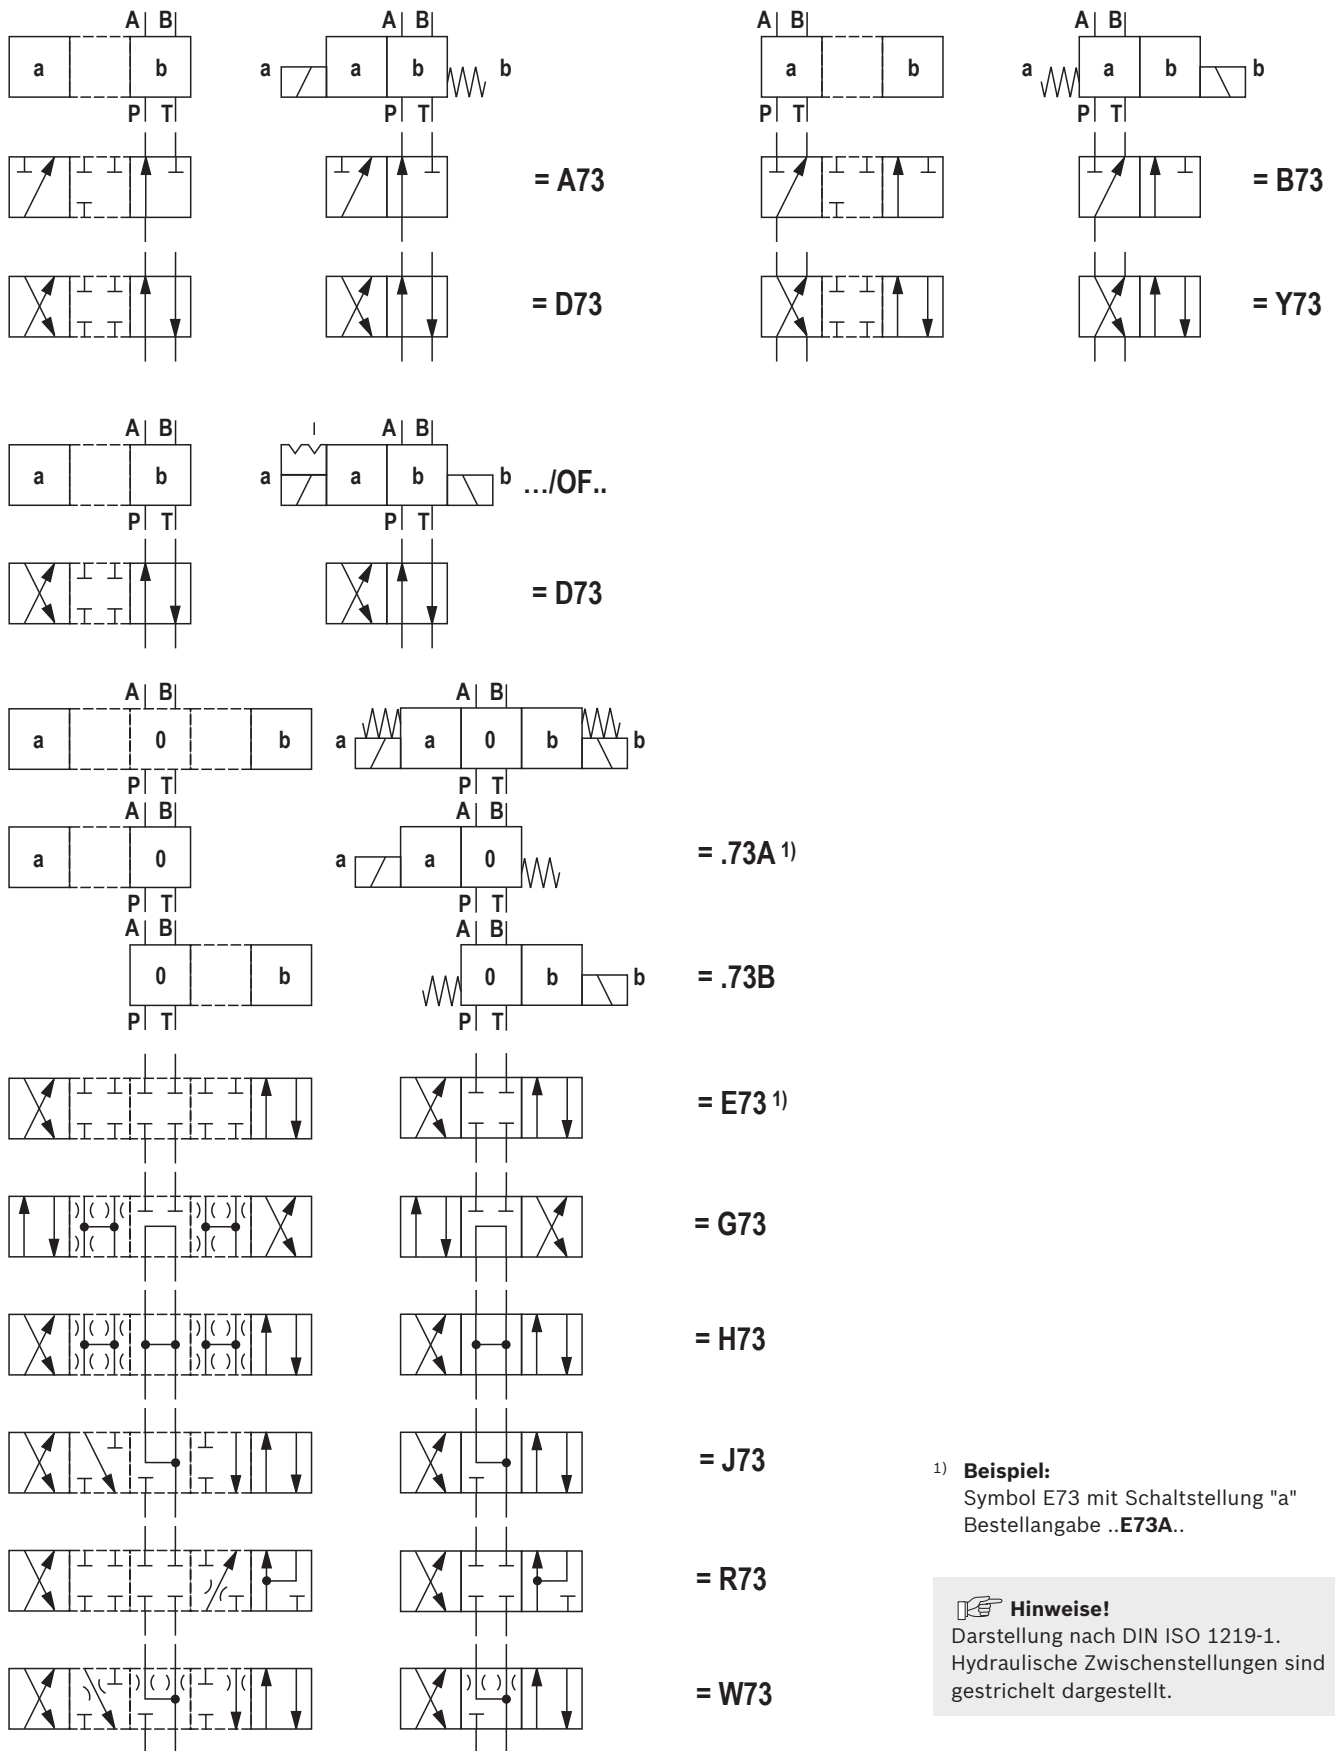 A B A B A B A B
a b a a b b a b a a b b
P T P T P T P T
= A73 = B73
= D73 = Y73
A B A B
a b a a b b .../OF..
P T P T
= D73
A B A B
a 0 b a a 0 b b
P T P T
A B A B
a 0 a a 0 = .73A 1)
P T P T
A B A B
0 b 0 b b = .73B
P T P T
= E73 1)
= G73
= H73
= J73
1) Beispiel:
Symbol E73 mit Schaltstellung "a"
Bestellangabe ..E73A..
= R73
Hinweise!
Darstellung nach DIN ISO 1219-1.
Hydraulische Zwischenstellungen sind
gestrichelt dargestellt.
= W73